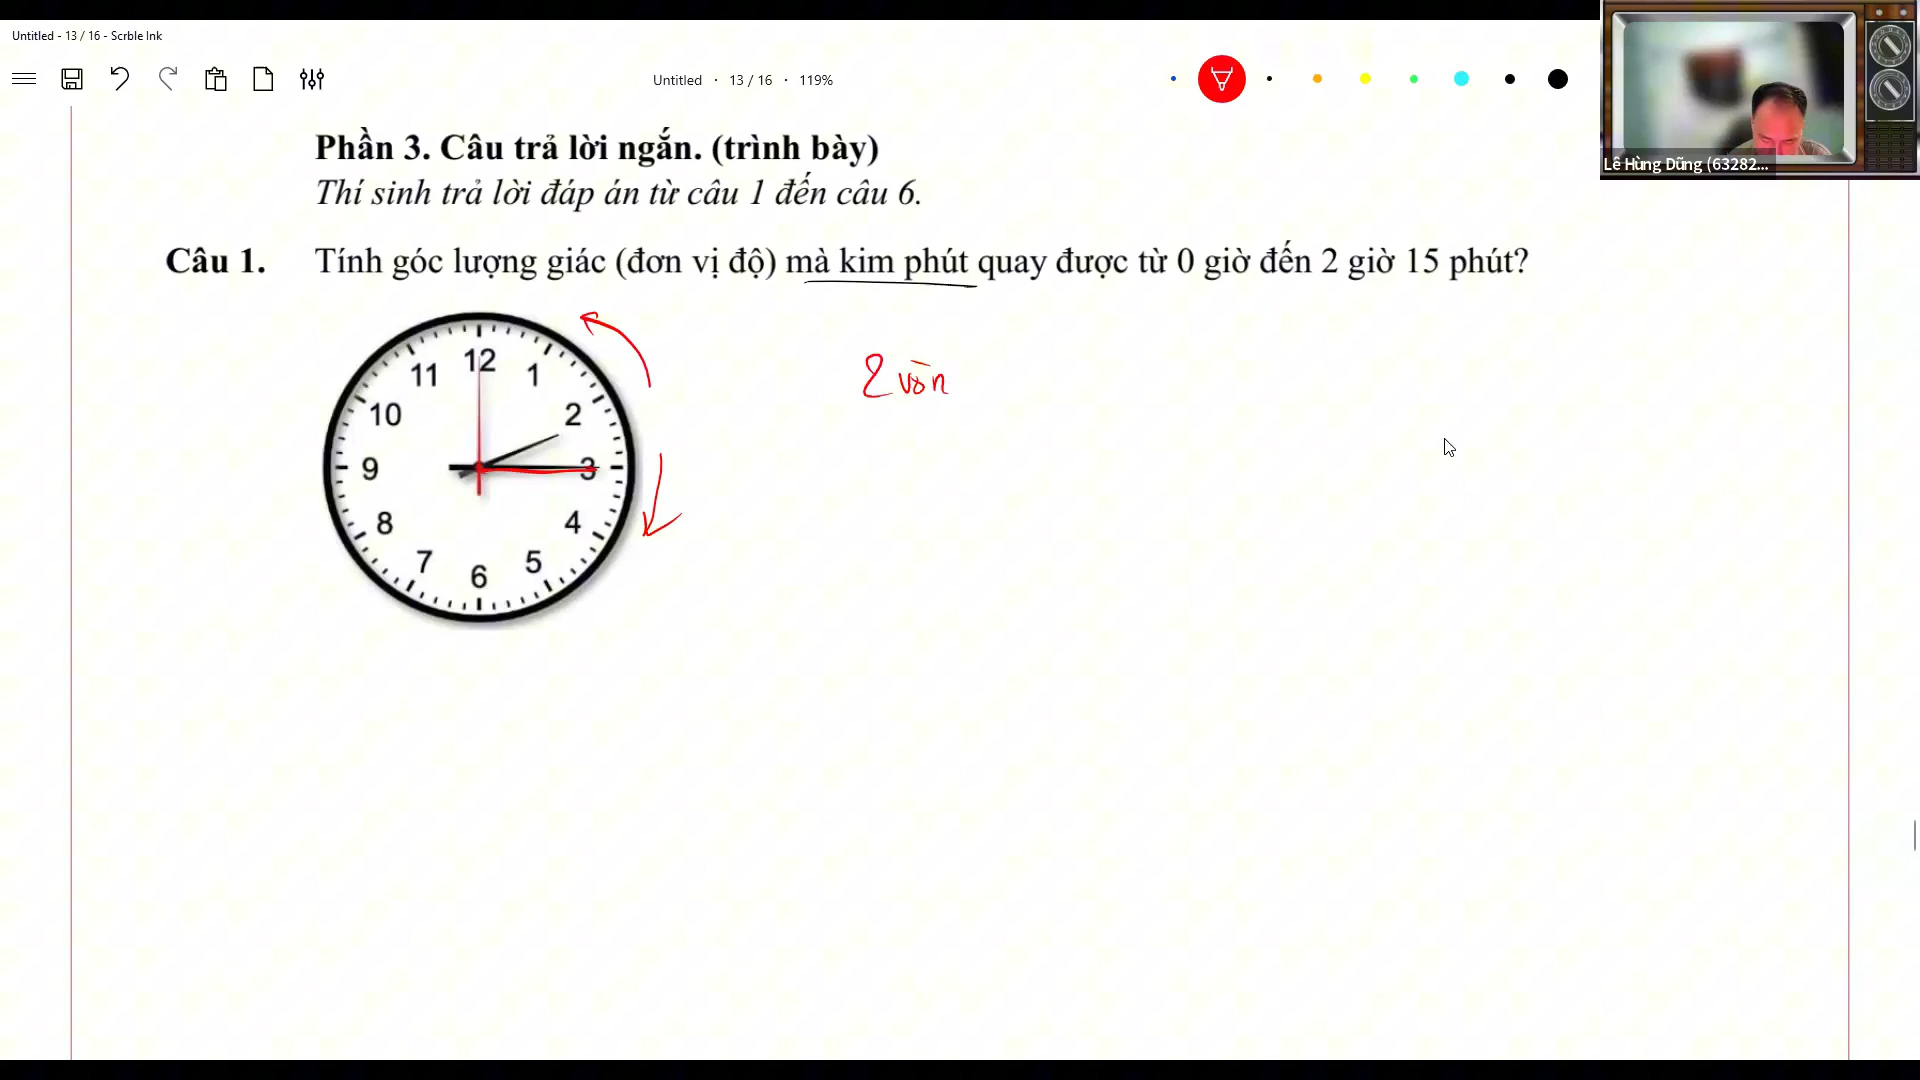 Untitled - 13 / 16 - Scrble Ink
Untitled • 13 / 16 • 119%
Lê Hùng Dũng (63282...
Phần 3. Câu trả lời ngắn. (trình bày)
Thí sinh trả lời đáp án từ câu 1 đến câu 6.
Câu 1. Tính góc lượng giác (đơn vị độ) mà kim phút quay được từ 0 giờ đến 2 giờ 15 phút?
12
11 1
10 2
9 3
8 4
7 5
6
2 vòn